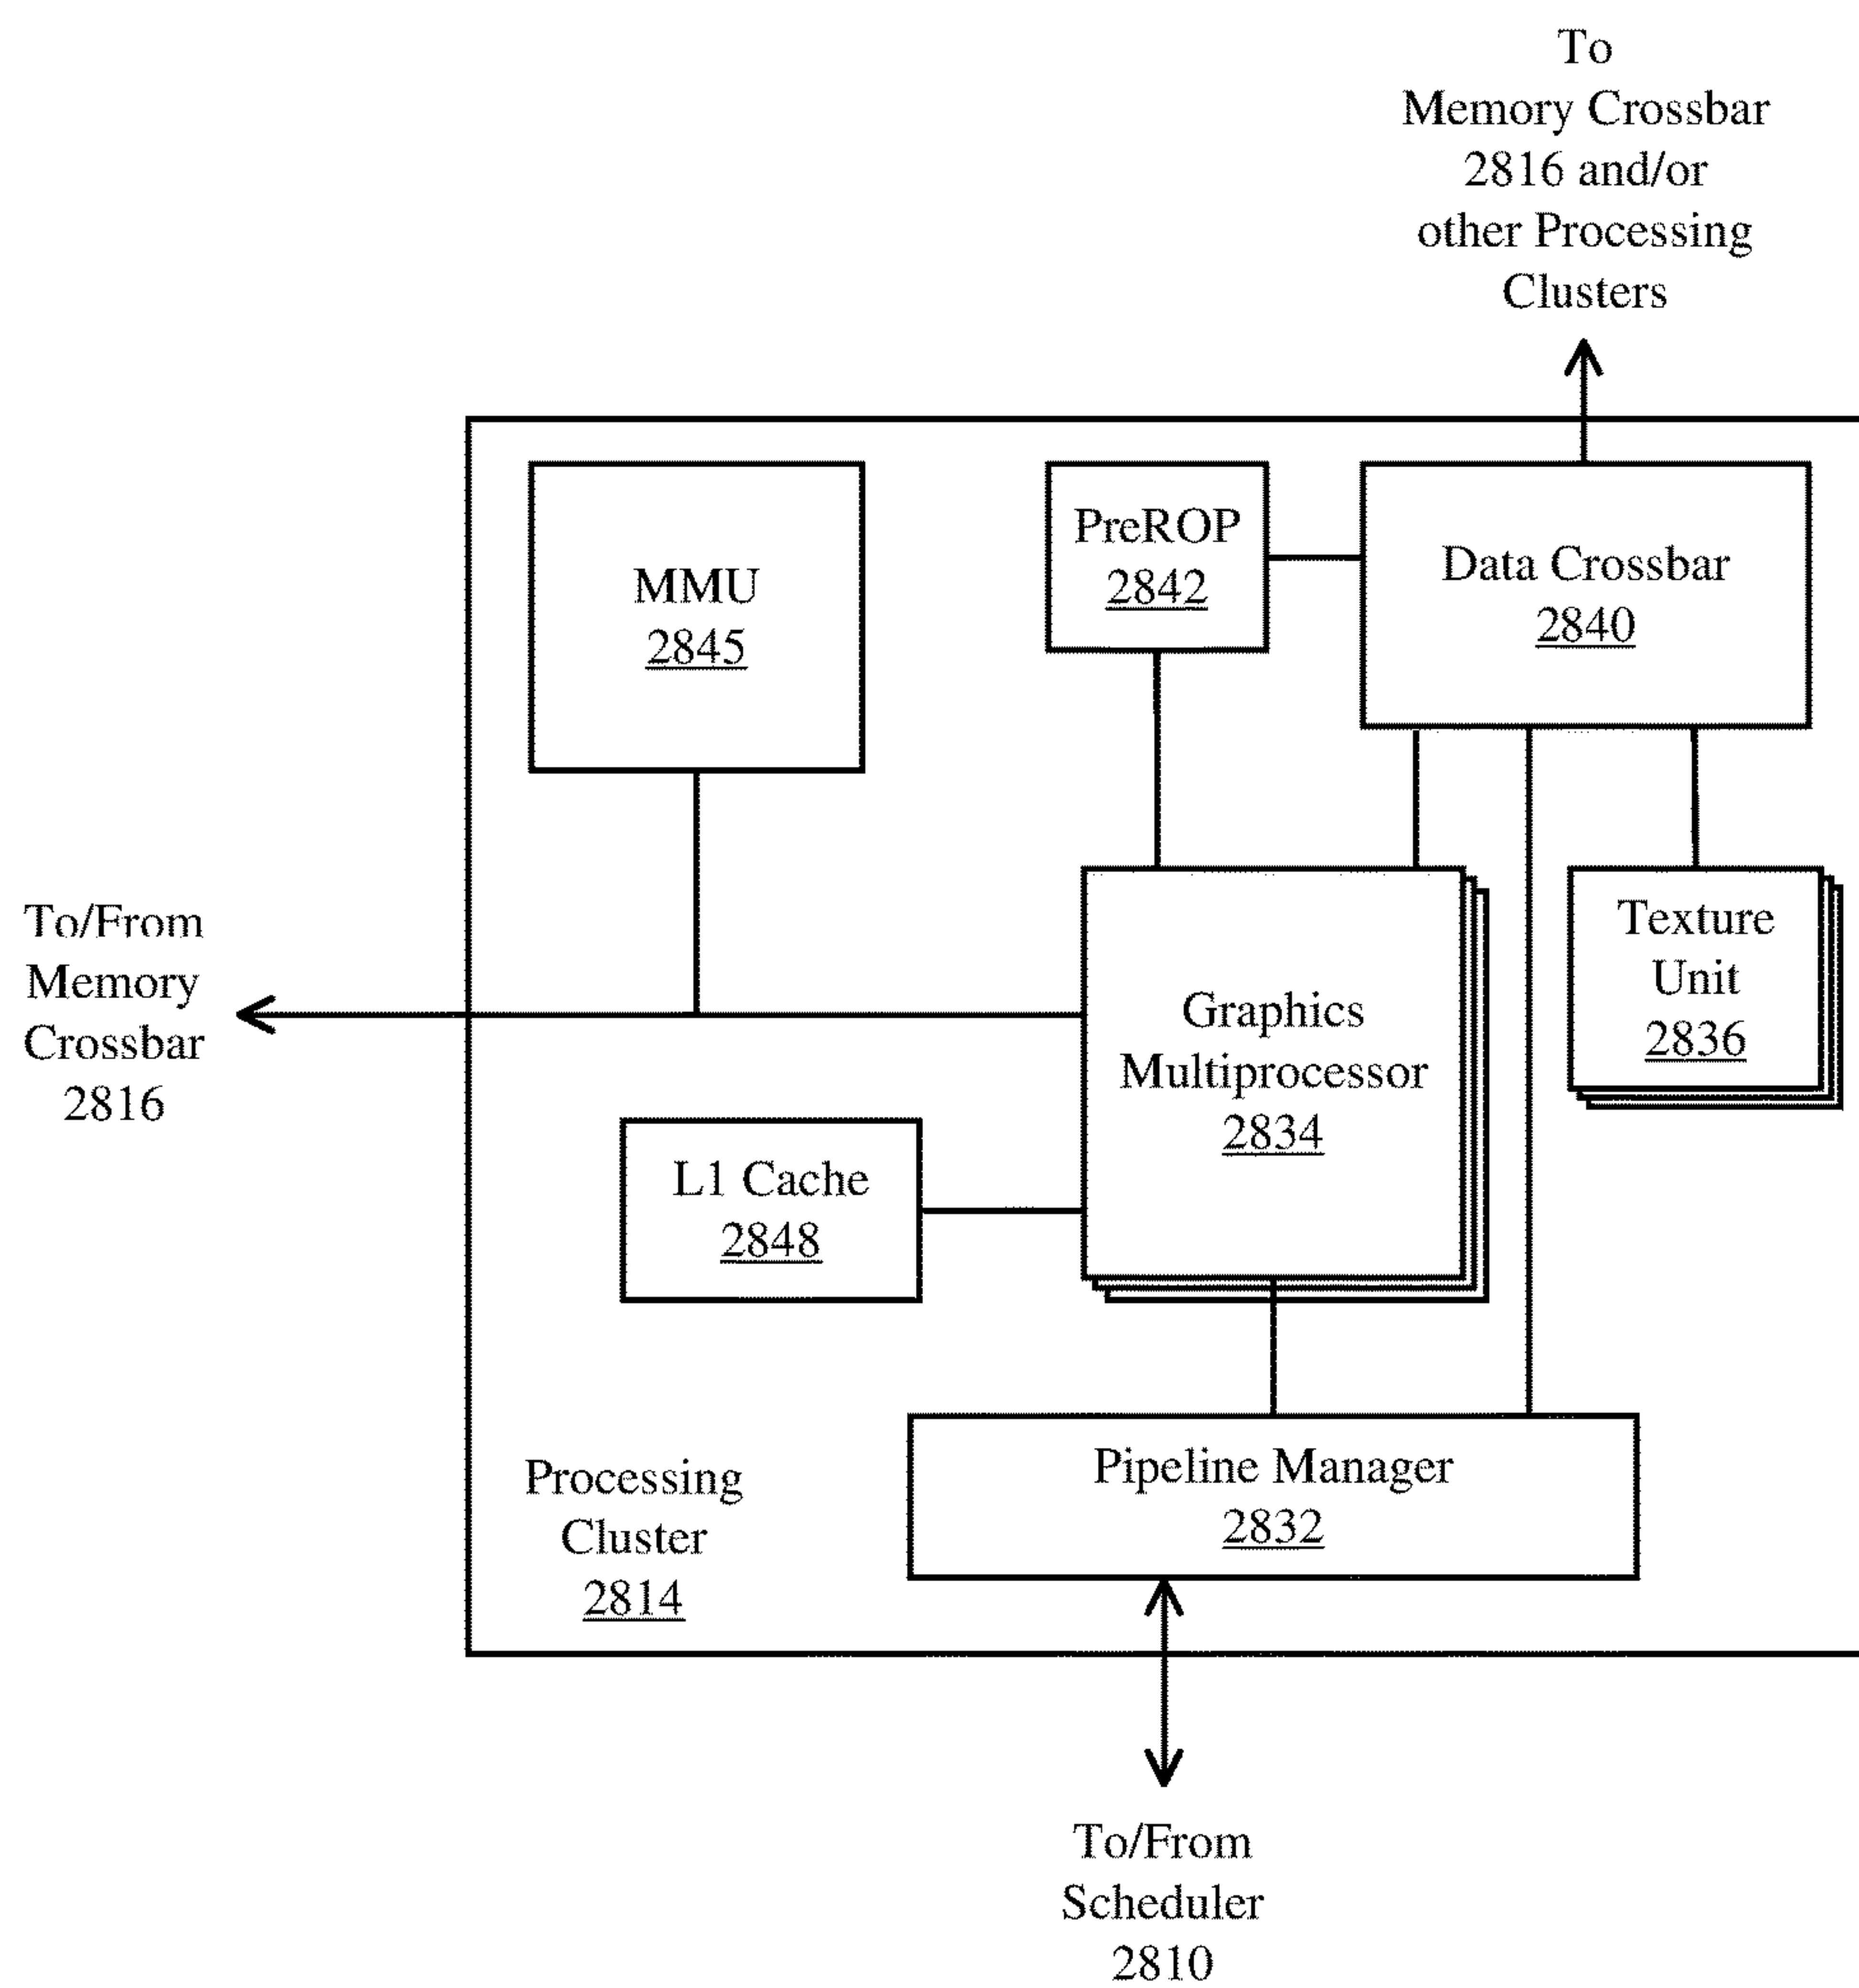 To
Memory Crossbar
2816 and/or
other Processing
Clusters
MMU
2845
PreROP
2842
Data Crossbar
2840
To/From
Memory
Crossbar
2816
Graphics
Multiprocessor
2834
Texture
Unit
2836
L1 Cache
2848
Pipeline Manager
2832
Processing
Cluster
2814
To/From
Scheduler
2810